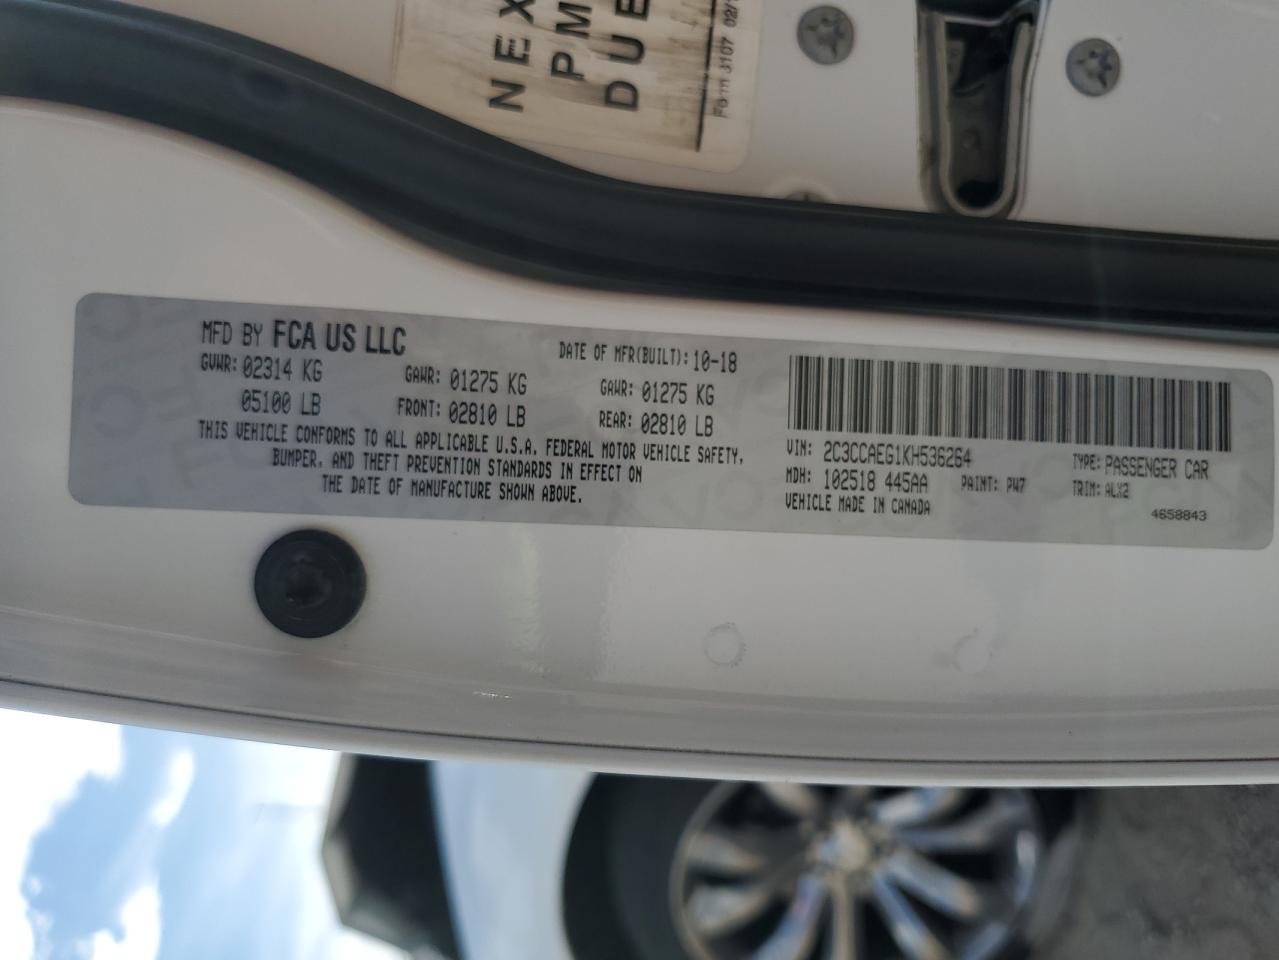 NEX
PM
DUE
Form 3107 02/
MFD BY FCA US LLC
DATE OF MFR(BUILT): 10-18
GVWR: 02314 KG GAWR: 01275 KG GAWR: 01275 KG
05100 LB FRONT: 02810 LB REAR: 02810 LB
THIS VEHICLE CONFORMS TO ALL APPLICABLE U.S.A. FEDERAL MOTOR VEHICLE SAFETY,
BUMPER, AND THEFT PREVENTION STANDARDS IN EFFECT ON
THE DATE OF MANUFACTURE SHOWN ABOVE.
VIN: 2C3CCAEG1KH536264 TYPE: PASSENGER CAR
MDH: 102518 445AA PAINT: PW7 TRIM: ALX2
VEHICLE MADE IN CANADA 4658843